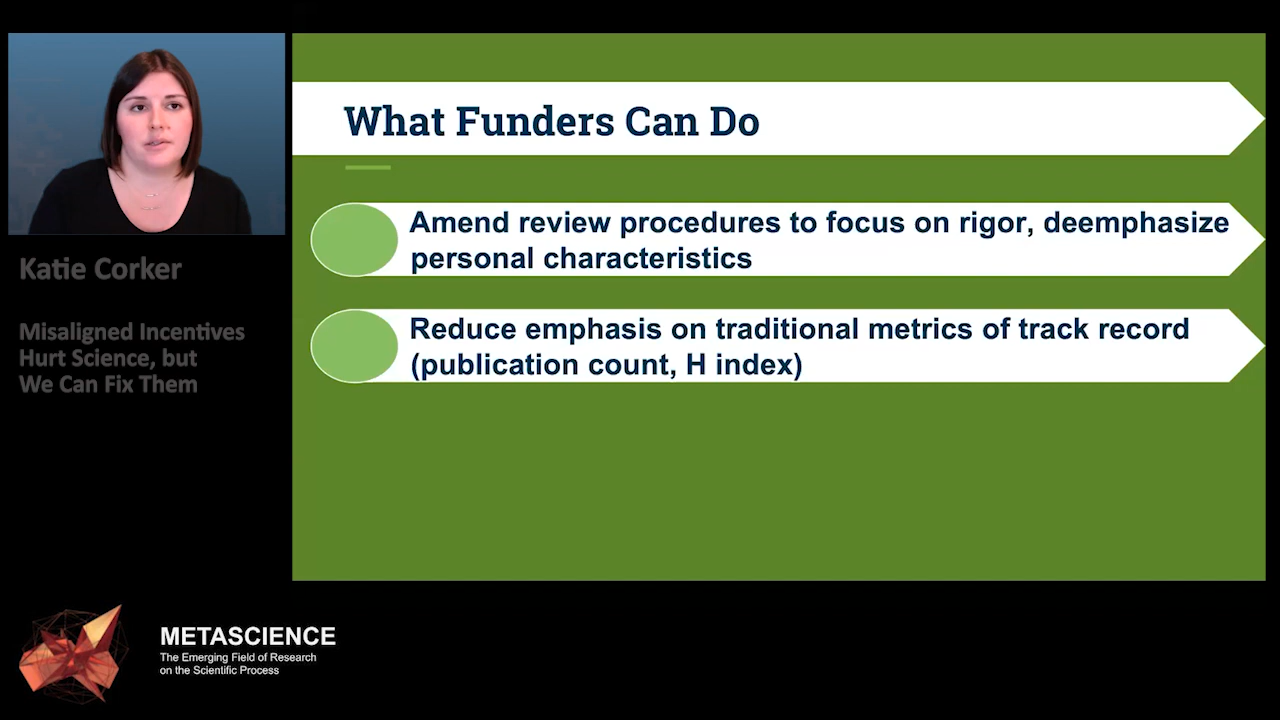 What Funders Can Do
Amend review procedures to focus on rigor, deemphasize
personal characteristics
Reduce emphasis on traditional metrics of track record
(publication count, H index)
Katie Corker
Misaligned Incentives
Hurt Science, but
We Can Fix Them
METASCIENCE
The Emerging Field of Research
on the Scientific Process